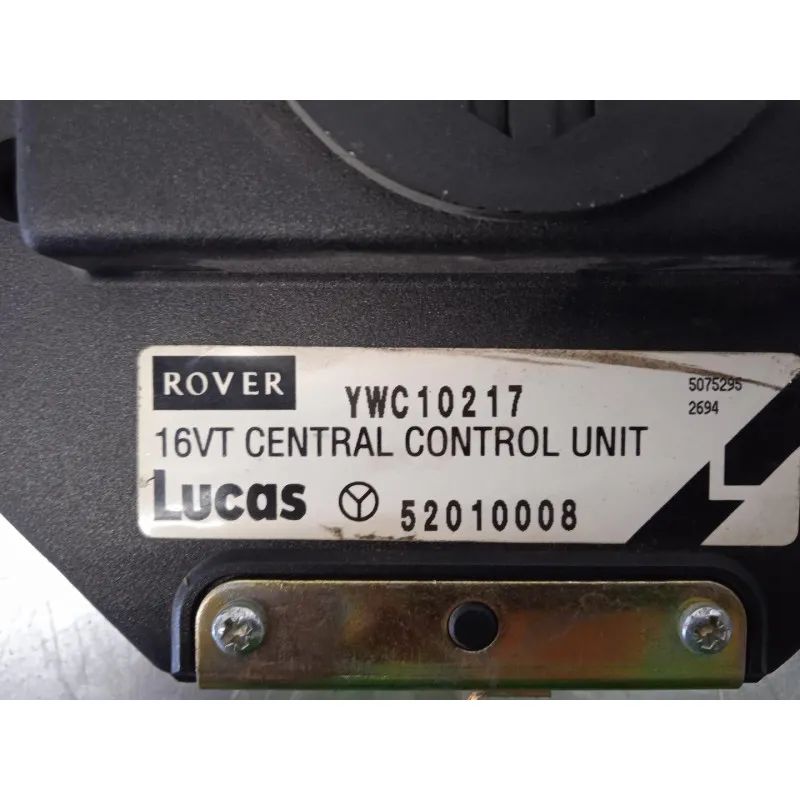 ROVER
YWC10217
5075295
2694
16VT CENTRAL CONTROL UNIT
Lucas
52010008